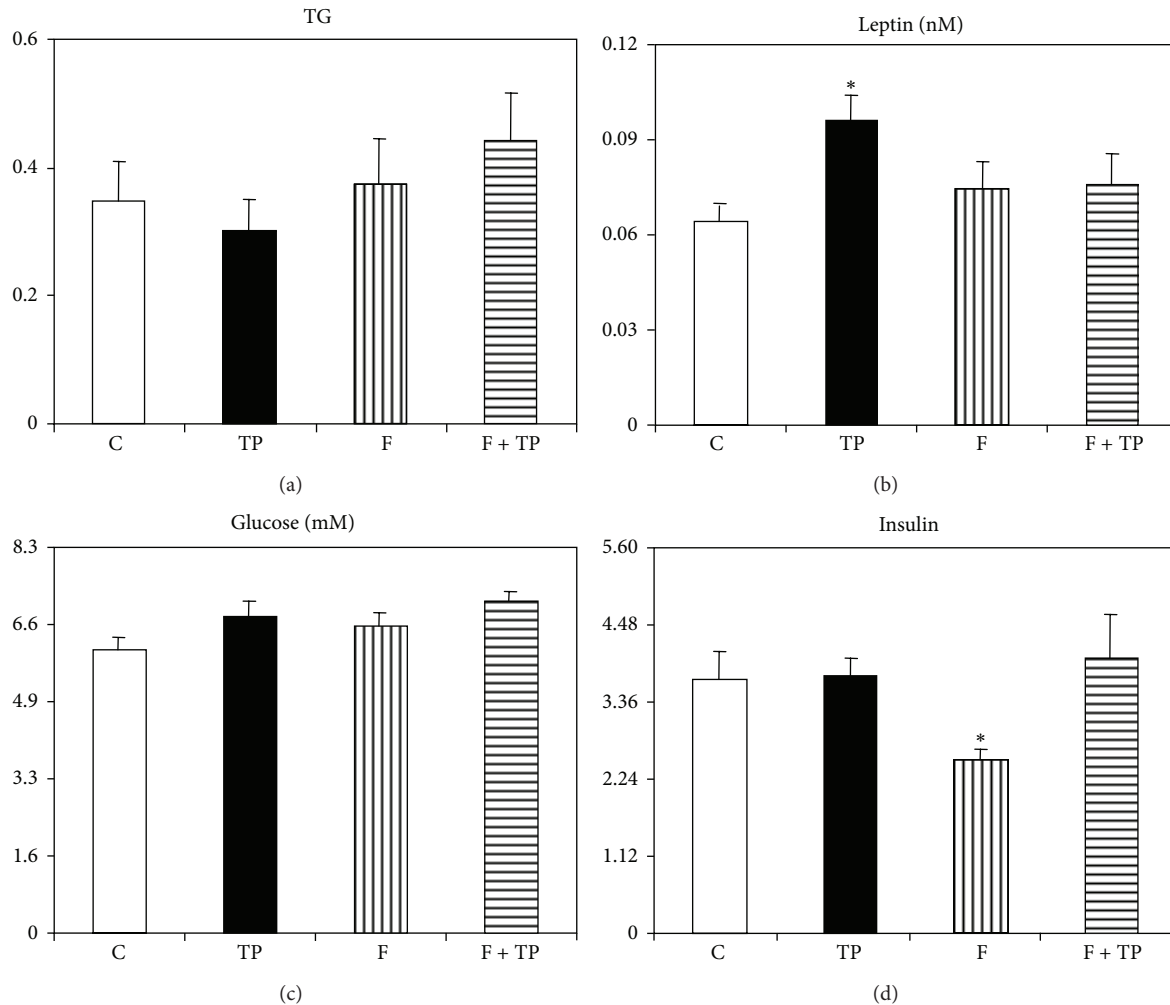 TG
0.6
0.4
0.2
0
C TP F F + TP
(a)
Leptin (nM)
0.12
0.09
0.06
0.03
0
*
C TP F F + TP
(b)
Glucose (mM)
8.3
6.6
4.9
3.3
1.6
0
C TP F F + TP
(c)
Insulin
5.60
4.48
3.36
2.24
1.12
0
*
C TP F F + TP
(d)